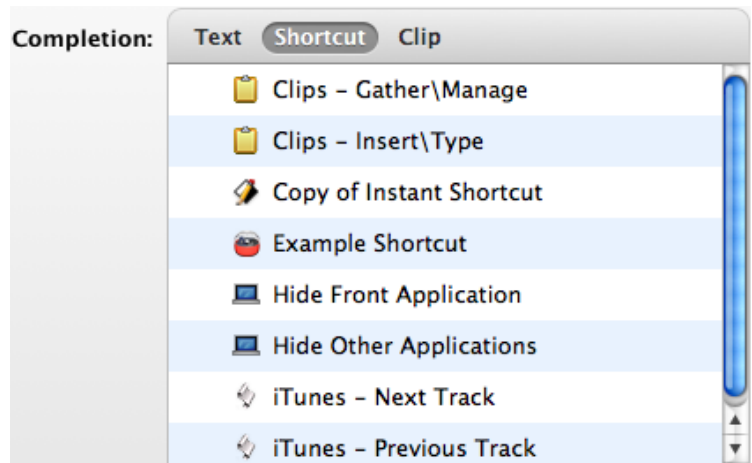 Completion: Text Shortcut Clip
Clips – Gather\Manage
Clips – Insert\Type
Copy of Instant Shortcut
Example Shortcut
Hide Front Application
Hide Other Applications
iTunes – Next Track
iTunes – Previous Track